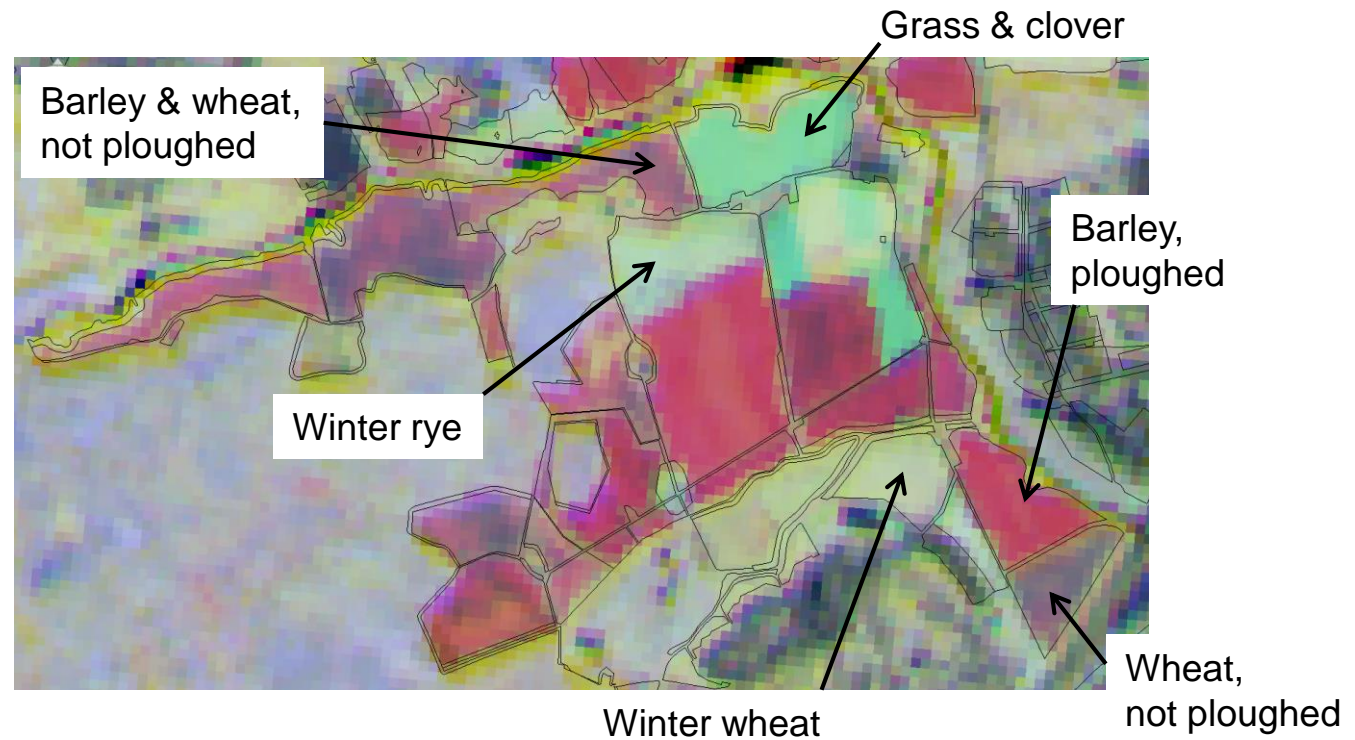 Grass & clover
Barley & wheat,
not ploughed
Barley,
ploughed
Winter rye
Wheat,
not ploughed
Winter wheat